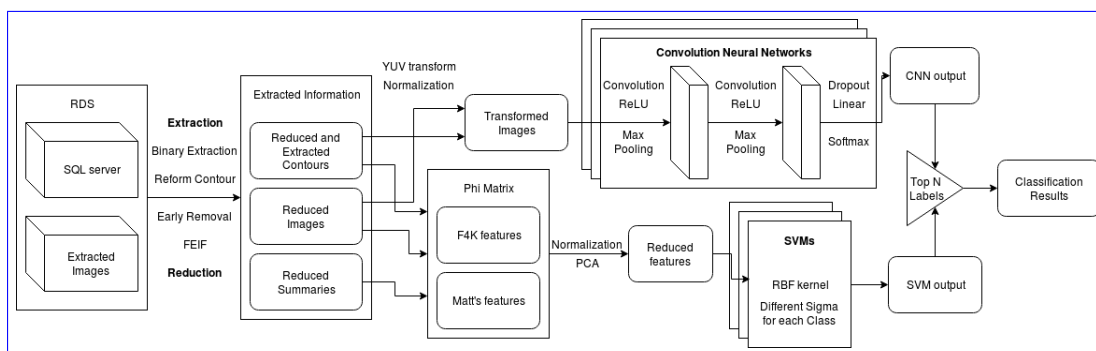 RDS
SQL server
Extracted
Images
Extraction
Binary Extraction
Reform Contour
Early Removal
FEIF
Reduction
Extracted Information
Reduced and
Extracted
Contours
Reduced
Images
Reduced
Summaries
YUV transform
Normalization
Transformed
Images
Phi Matrix
F4K features
Matt's features
Normalization
PCA
Reduced
features
Convolution Neural Networks
Convolution
ReLU
Max
Pooling
Convolution
ReLU
Max
Pooling
Dropout
Linear
Softmax
SVMs
RBF kernel
Different Sigma
for each Class
CNN output
Top N
Labels
SVM output
Classification
Results